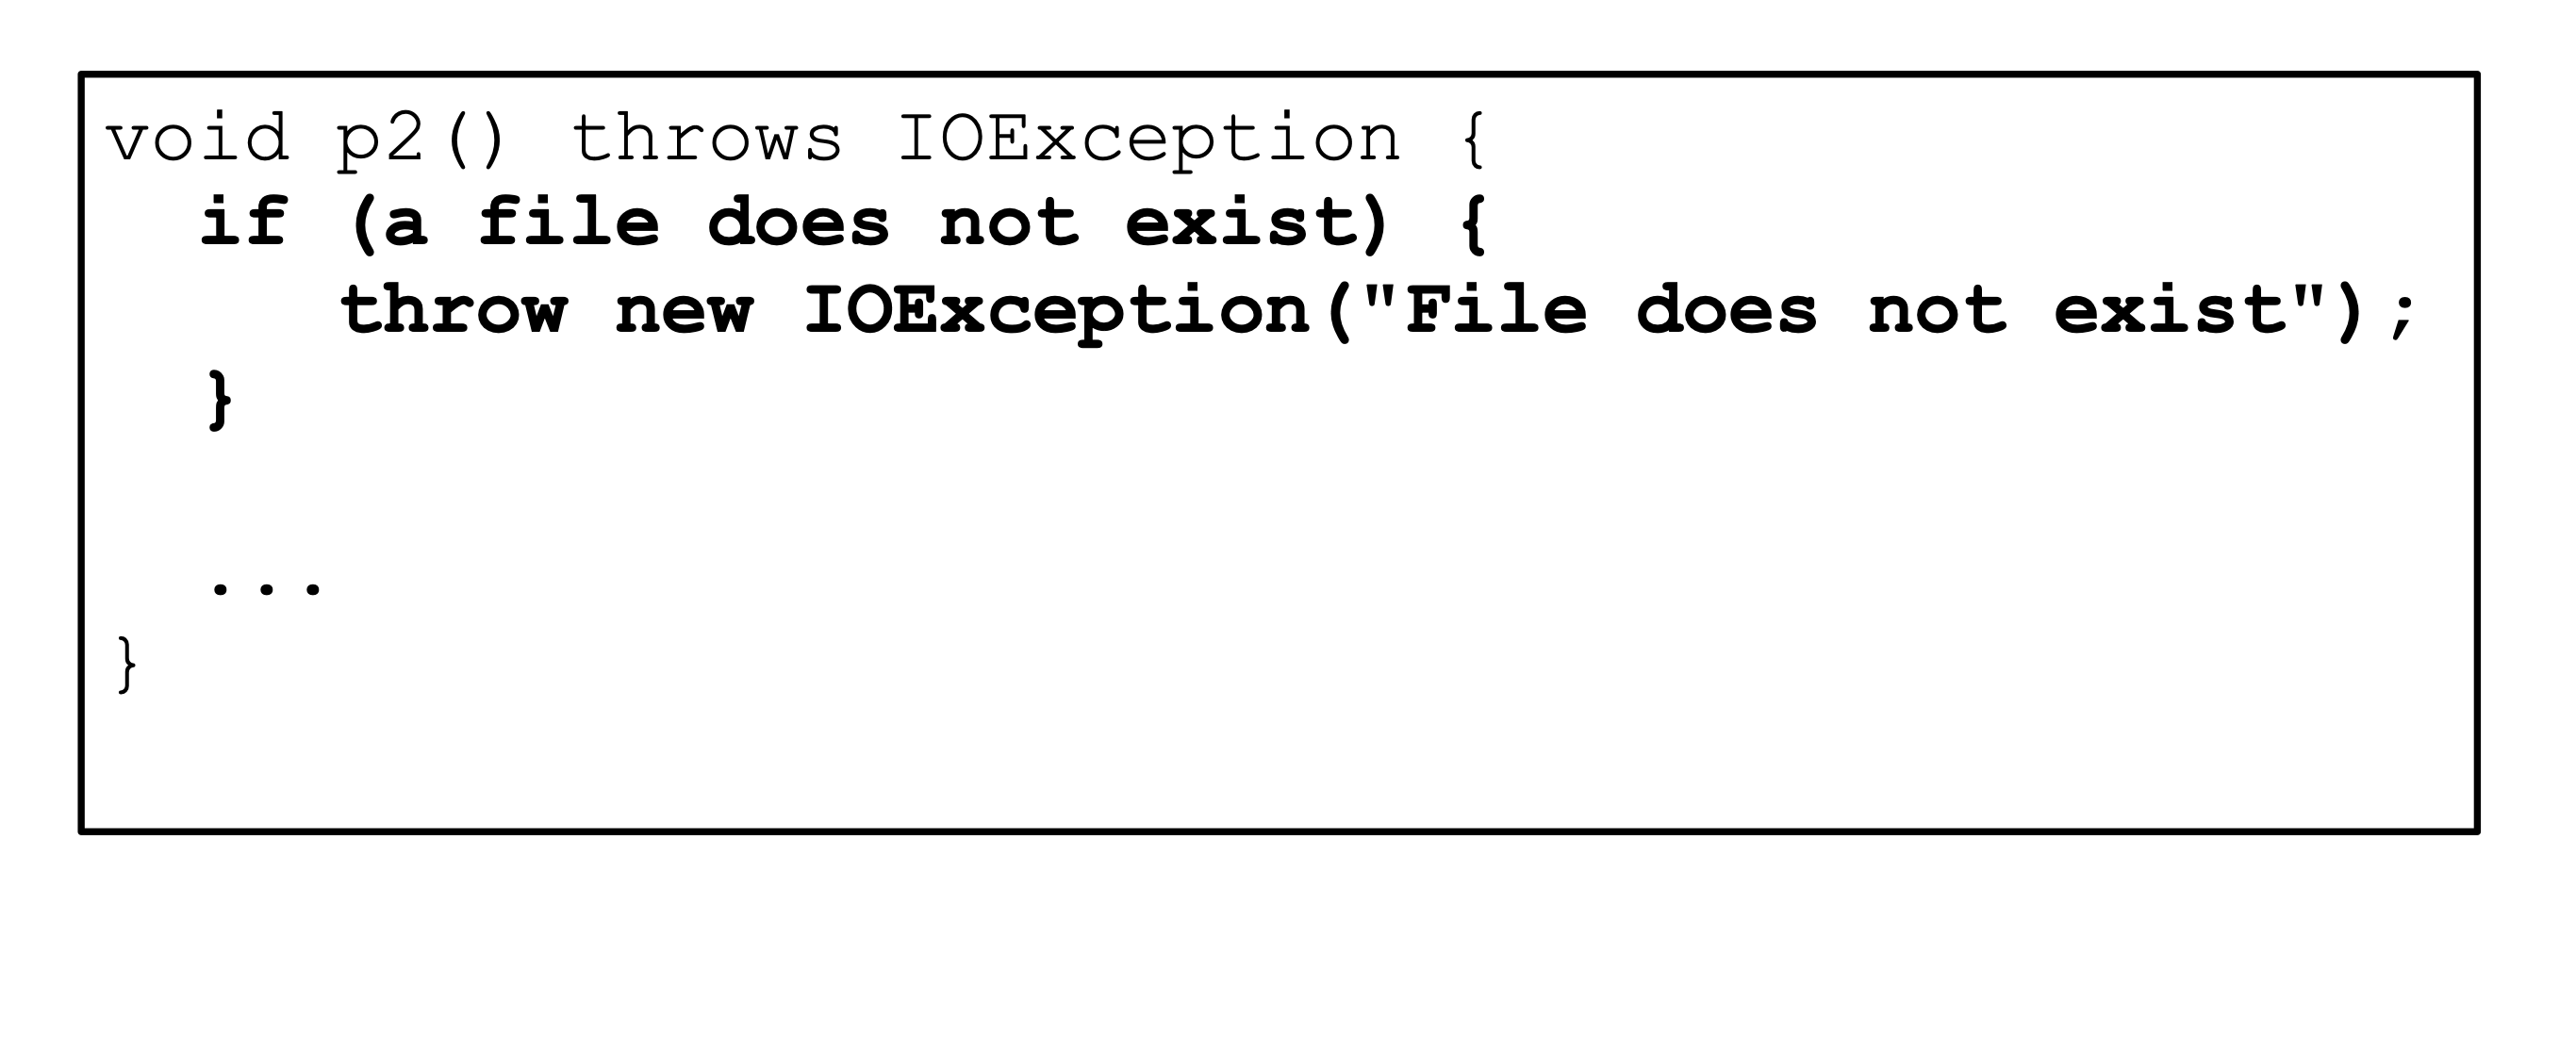 void p2() throws IOException {
if (a file does not exist) {
throw new IOException("File does not exist");
}
...
}